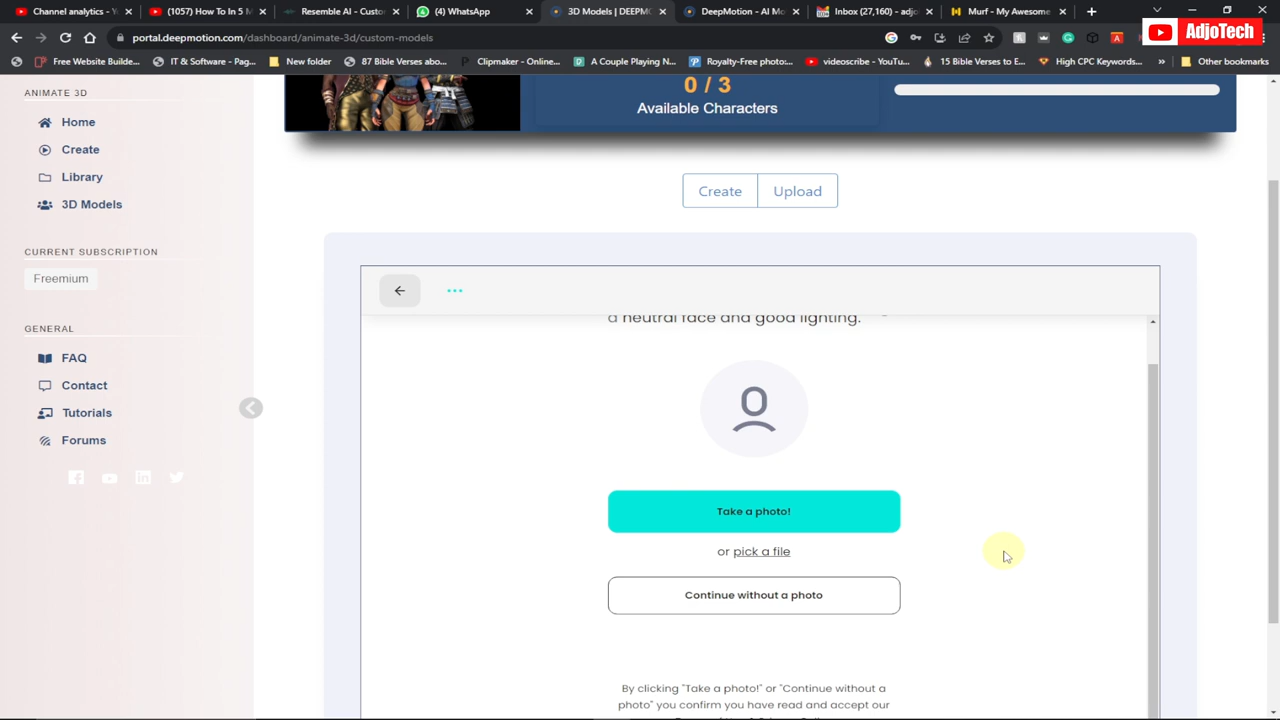 Channel analytics - Y
(1057) How To In 5 M
Resemble AI - Custo
(4) WhatsApp
3D Models | DEEPMO
DeepMotion - AI Mo
Inbox (27,160) - adjo
Murf - My Awesome
AdjoTech
portal.deepmotion.com/dashboard/animate-3d/custom-models
Free Website Builde...
IT & Software - Pag...
New folder
87 Bible Verses abo...
Clipmaker - Online...
A Couple Playing N...
Royalty-Free photo:...
videoscribe - YouTu...
15 Bible Verses to E...
High CPC Keywords...
Other bookmarks
ANIMATE 3D
Home
Create
Library
3D Models
CURRENT SUBSCRIPTION
Freemium
GENERAL
FAQ
Contact
Tutorials
Forums
0 / 3
Available Characters
Create
Upload
a neutral face and good lighting.
Take a photo!
or pick a file
Continue without a photo
By clicking "Take a photo!" or "Continue without a
photo" you confirm you have read and accept our